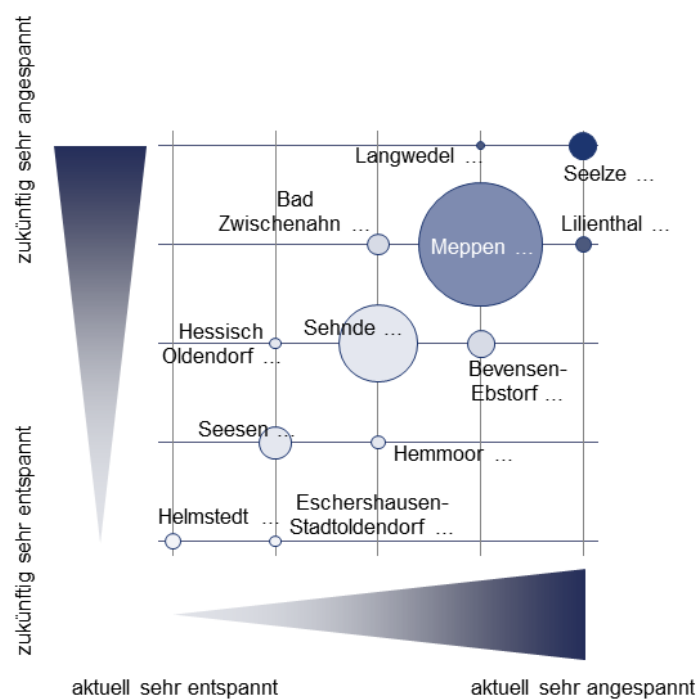 zukünftig sehr angespannt
Langwedel …
Seelze …
Bad
Zwischenahn …
Lilienthal …
Meppen …
Sehnde …
Hessisch
Oldendorf …
Bevensen-
Ebstorf …
Seesen …
Hemmoor …
zukünftig sehr entspannt
Helmstedt …
Eschershausen-
Stadtoldendorf …
aktuell sehr entspannt
aktuell sehr angespannt